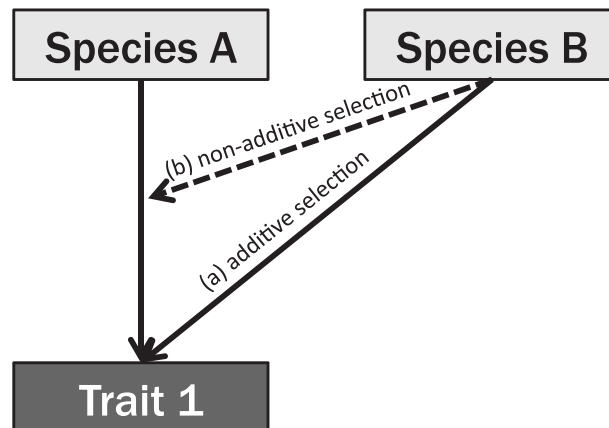 Species A
Species B
(b) non-additive selection
(a) additive selection
Trait 1